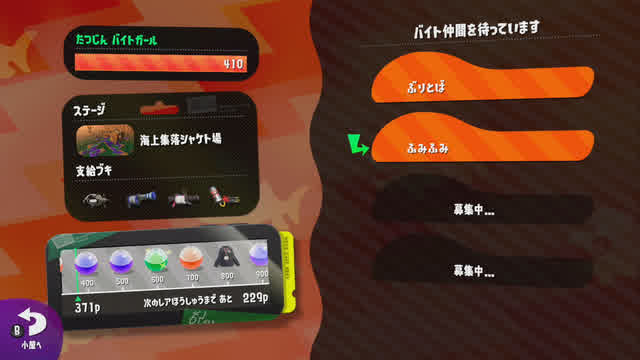 たつじん バイトガール
410
ステージ
海上集落シャケト場
支給ブキ
400
500
600
700
800
900
371p
次のレアほうしゅうまで あと 229p
B
小屋へ
バイト仲間を待っています
ぶりとば
ふみふみ
募集中...
募集中...